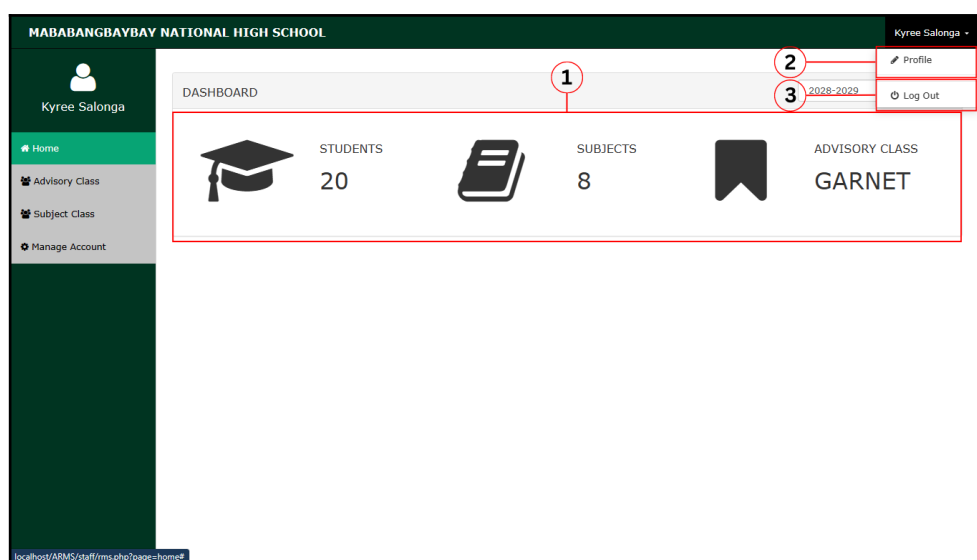 MABABANGBAYBAY NATIONAL HIGH SCHOOL
Kyree Salonga
Kyree Salonga
Home
Advisory Class
Subject Class
Manage Account
DASHBOARD
2028-2029
1
2
Profile
3
Log Out
STUDENTS
20
SUBJECTS
8
ADVISORY CLASS
GARNET
localhost/ARMS/staff/rms.php?page=home#